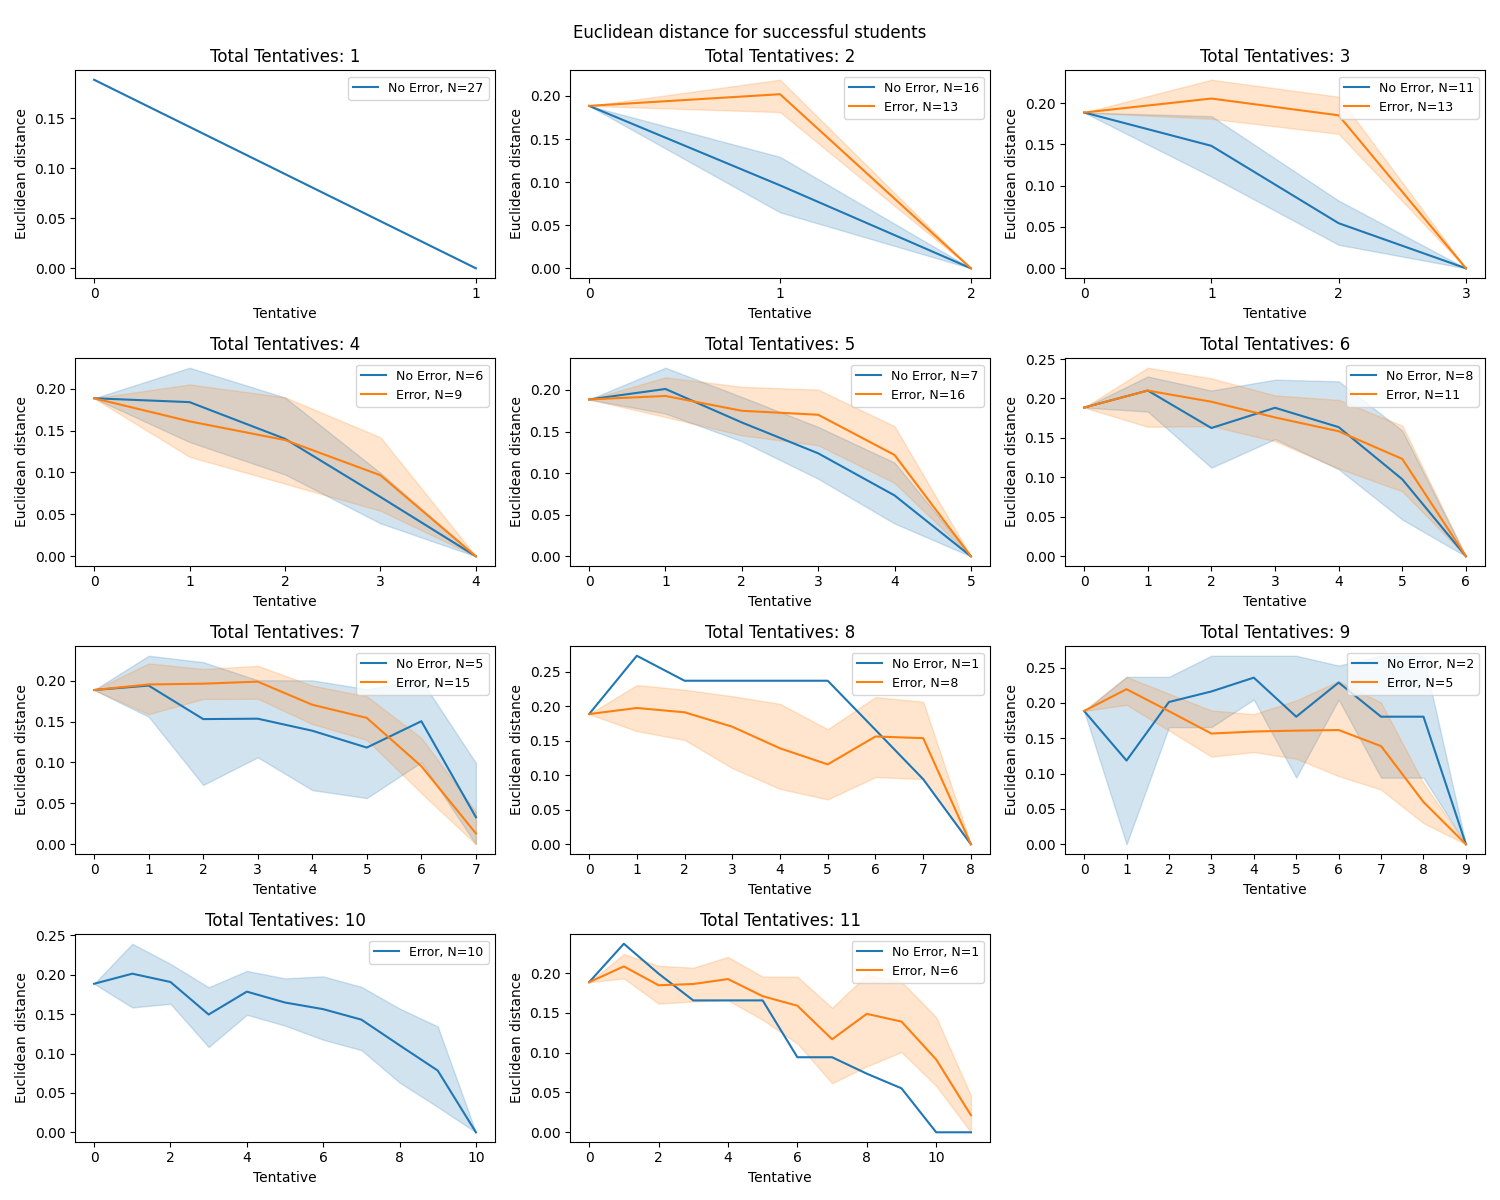 Euclidean distance for successful students
Total Tentatives: 1
Euclidean distance
0.15
0.10
0.05
0.00
No Error, N=27
0 1
Tentative
Total Tentatives: 2
Euclidean distance
0.20
0.15
0.10
0.05
0.00
No Error, N=16
Error, N=13
0 1 2
Tentative
Total Tentatives: 3
Euclidean distance
0.20
0.15
0.10
0.05
0.00
No Error, N=11
Error, N=13
0 1 2 3
Tentative
Total Tentatives: 4
Euclidean distance
0.20
0.15
0.10
0.05
0.00
No Error, N=6
Error, N=9
0 1 2 3 4
Tentative
Total Tentatives: 5
Euclidean distance
0.20
0.15
0.10
0.05
0.00
No Error, N=7
Error, N=16
0 1 2 3 4 5
Tentative
Total Tentatives: 6
Euclidean distance
0.25
0.20
0.15
0.10
0.05
0.00
No Error, N=8
Error, N=11
0 1 2 3 4 5 6
Tentative
Total Tentatives: 7
Euclidean distance
0.20
0.15
0.10
0.05
0.00
No Error, N=5
Error, N=15
0 1 2 3 4 5 6 7
Tentative
Total Tentatives: 8
Euclidean distance
0.25
0.20
0.15
0.10
0.05
0.00
No Error, N=1
Error, N=8
0 1 2 3 4 5 6 7 8
Tentative
Total Tentatives: 9
Euclidean distance
0.25
0.20
0.15
0.10
0.05
0.00
No Error, N=2
Error, N=5
0 1 2 3 4 5 6 7 8 9
Tentative
Total Tentatives: 10
Euclidean distance
0.25
0.20
0.15
0.10
0.05
0.00
Error, N=10
0 2 4 6 8 10
Tentative
Total Tentatives: 11
Euclidean distance
0.20
0.15
0.10
0.05
0.00
No Error, N=1
Error, N=6
0 2 4 6 8 10
Tentative